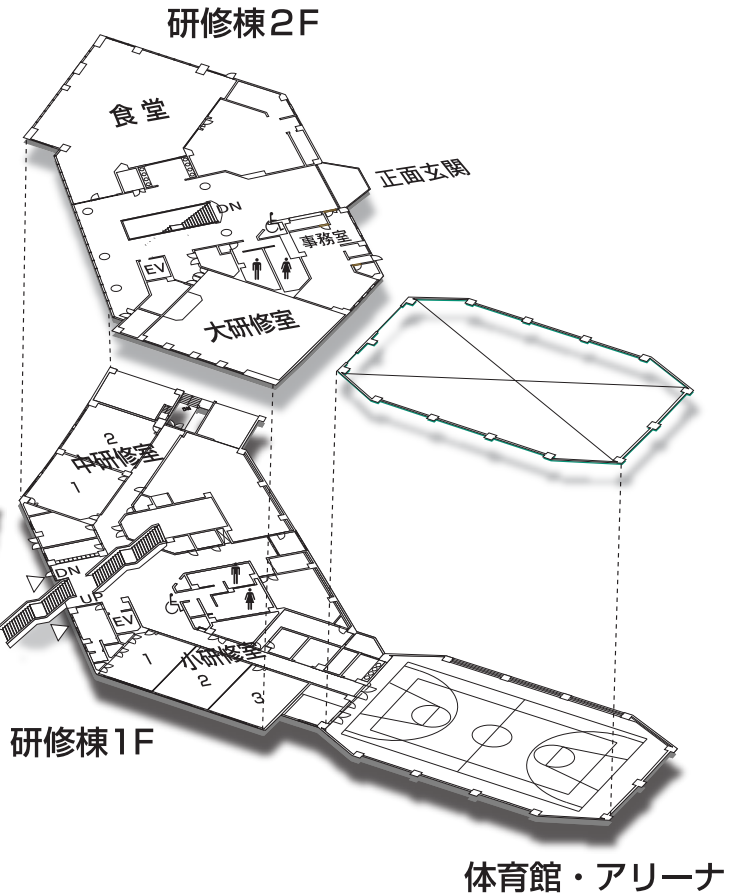 研修棟2F
食堂
正面玄関
DN
事務室
EV
大研修室
2
中研修室
1
DN
UP
EV
1
小研修室
2
3
研修棟1F
体育館・アリーナ